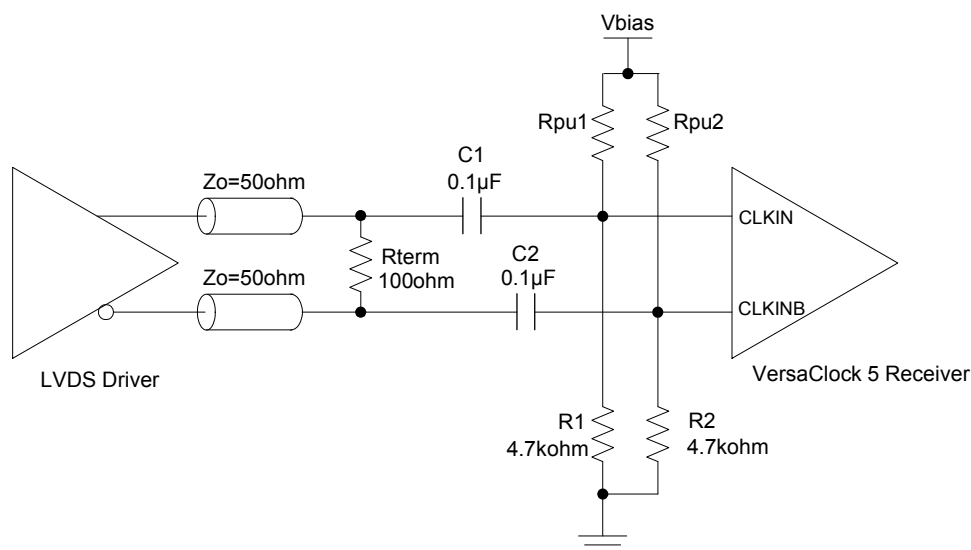 Vbias
Rpu1
Rpu2
C1
0.1µF
Zo=50ohm
CLKIN
C2
0.1µF
Rterm
100ohm
Zo=50ohm
CLKINB
LVDS Driver
VersaClock 5 Receiver
R1
4.7kohm
R2
4.7kohm